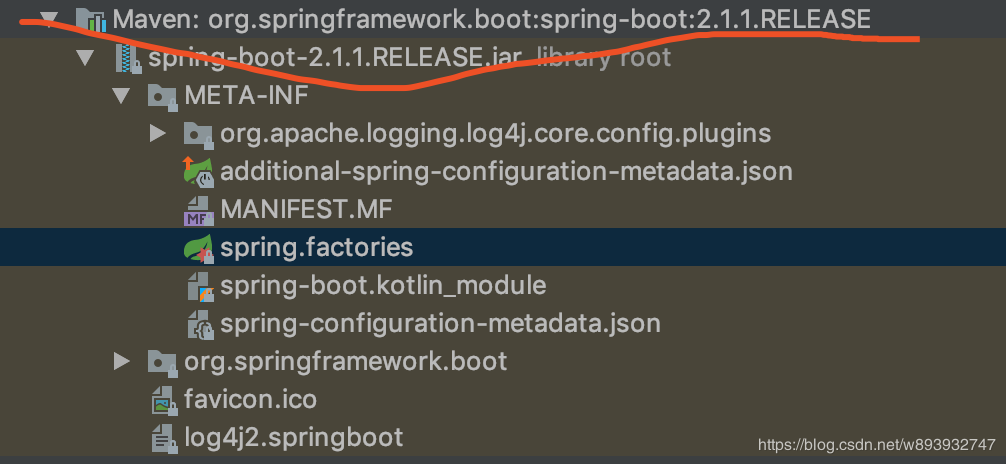 Maven: org.springframework.boot:spring-boot:2.1.1.RELEASE
spring-boot-2.1.1.RELEASE.jar library root
META-INF
org.apache.logging.log4j.core.config.plugins
additional-spring-configuration-metadata.json
MANIFEST.MF
spring.factories
spring-boot.kotlin_module
spring-configuration-metadata.json
org.springframework.boot
favicon.ico
log4j2.springboot
https://blog.csdn.net/w893932747